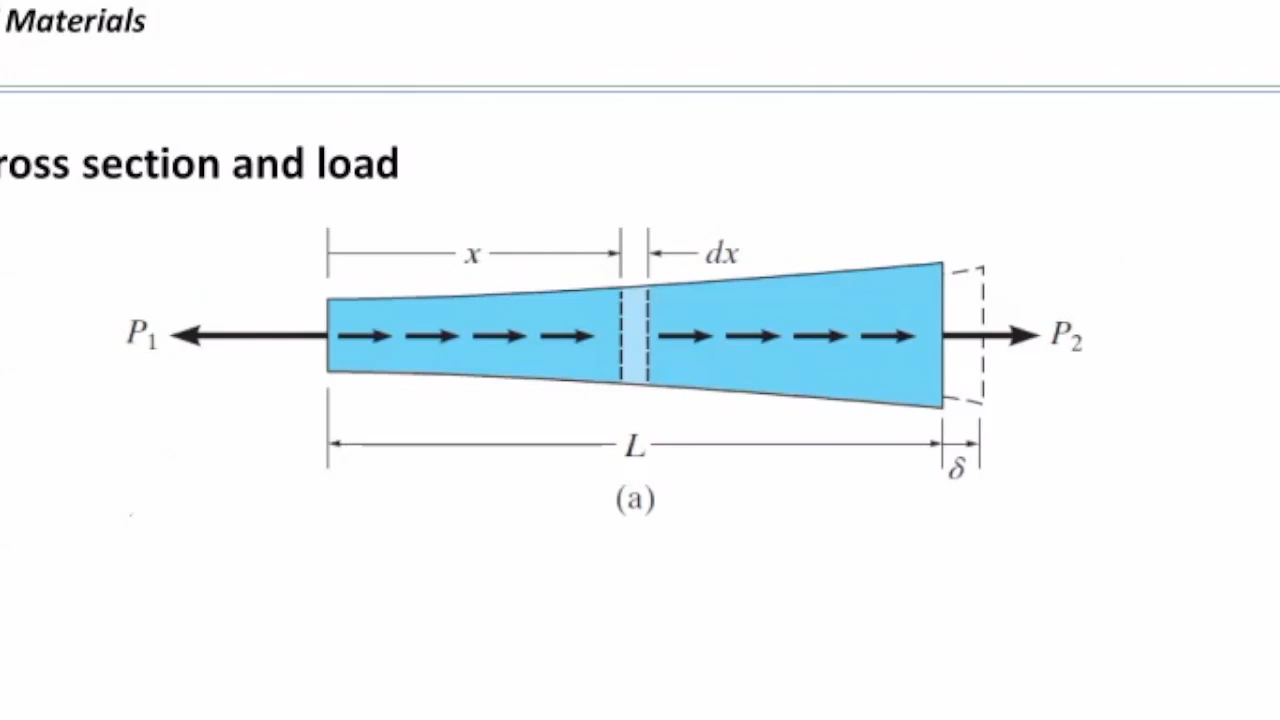 Materials
ross section and load
x dx
P₁ P₂
L
δ
(a)